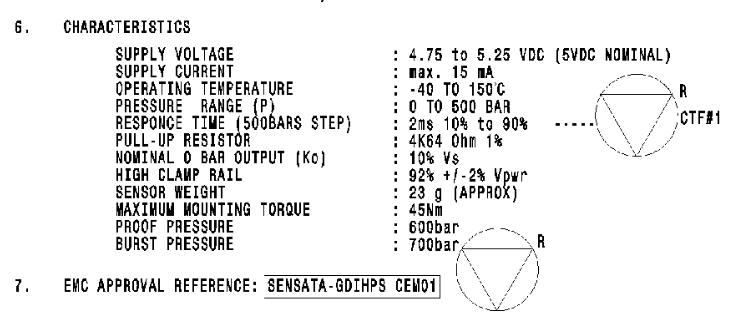 6. CHARACTERISTICS
SUPPLY VOLTAGE : 4.75 to 5.25 VDC (5VDC NOMINAL)
SUPPLY CURRENT : max. 15 mA
OPERATING TEMPERATURE : -40 TO 150°C
PRESSURE RANGE (P) : 0 TO 500 BAR
RESPONCE TIME (500BARS STEP) : 2ms 10% to 90% .....
PULL-UP RESISTOR : 4K64 Ohm 1%
NOMINAL 0 BAR OUTPUT (Ko) : 10% Vs
HIGH CLAMP RAIL : 92% +/-2% Vpwr
SENSOR WEIGHT : 23 g (APPROX)
MAXIMUM MOUNTING TORQUE : 45Nm
PROOF PRESSURE : 600bar
BURST PRESSURE : 700bar
R
CTF#1
R
7. EMC APPROVAL REFERENCE: SENSATA-GDIHPS CEM01